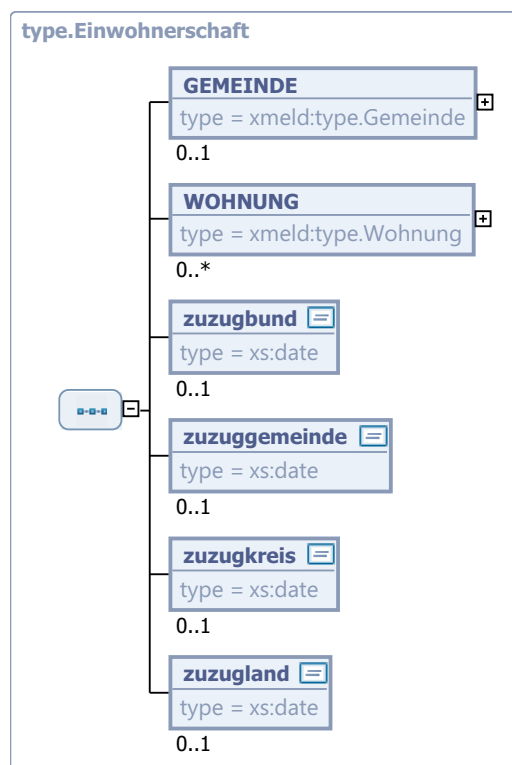 type.Einwohnerschaft
GEMEINDE
type = xmeld:type.Gemeinde
0..1
WOHNUNG
type = xmeld:type.Wohnung
0..*
zuzugbund
type = xs:date
0..1
zuzuggemeinde
type = xs:date
0..1
zuzugkreis
type = xs:date
0..1
zuzugland
type = xs:date
0..1